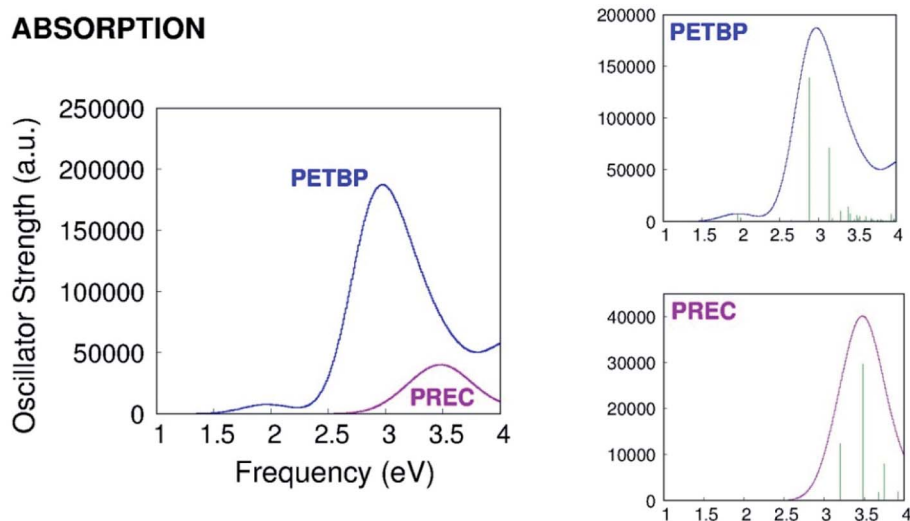 ABSORPTION
Oscillator Strength (a.u.)
250000
200000
150000
100000
50000
0
PETBP
PREC
1 1.5 2 2.5 3 3.5 4
Frequency (eV)
200000
150000
100000
50000
0
PETBP
1 1.5 2 2.5 3 3.5 4
40000
30000
20000
10000
0
PREC
1 1.5 2 2.5 3 3.5 4